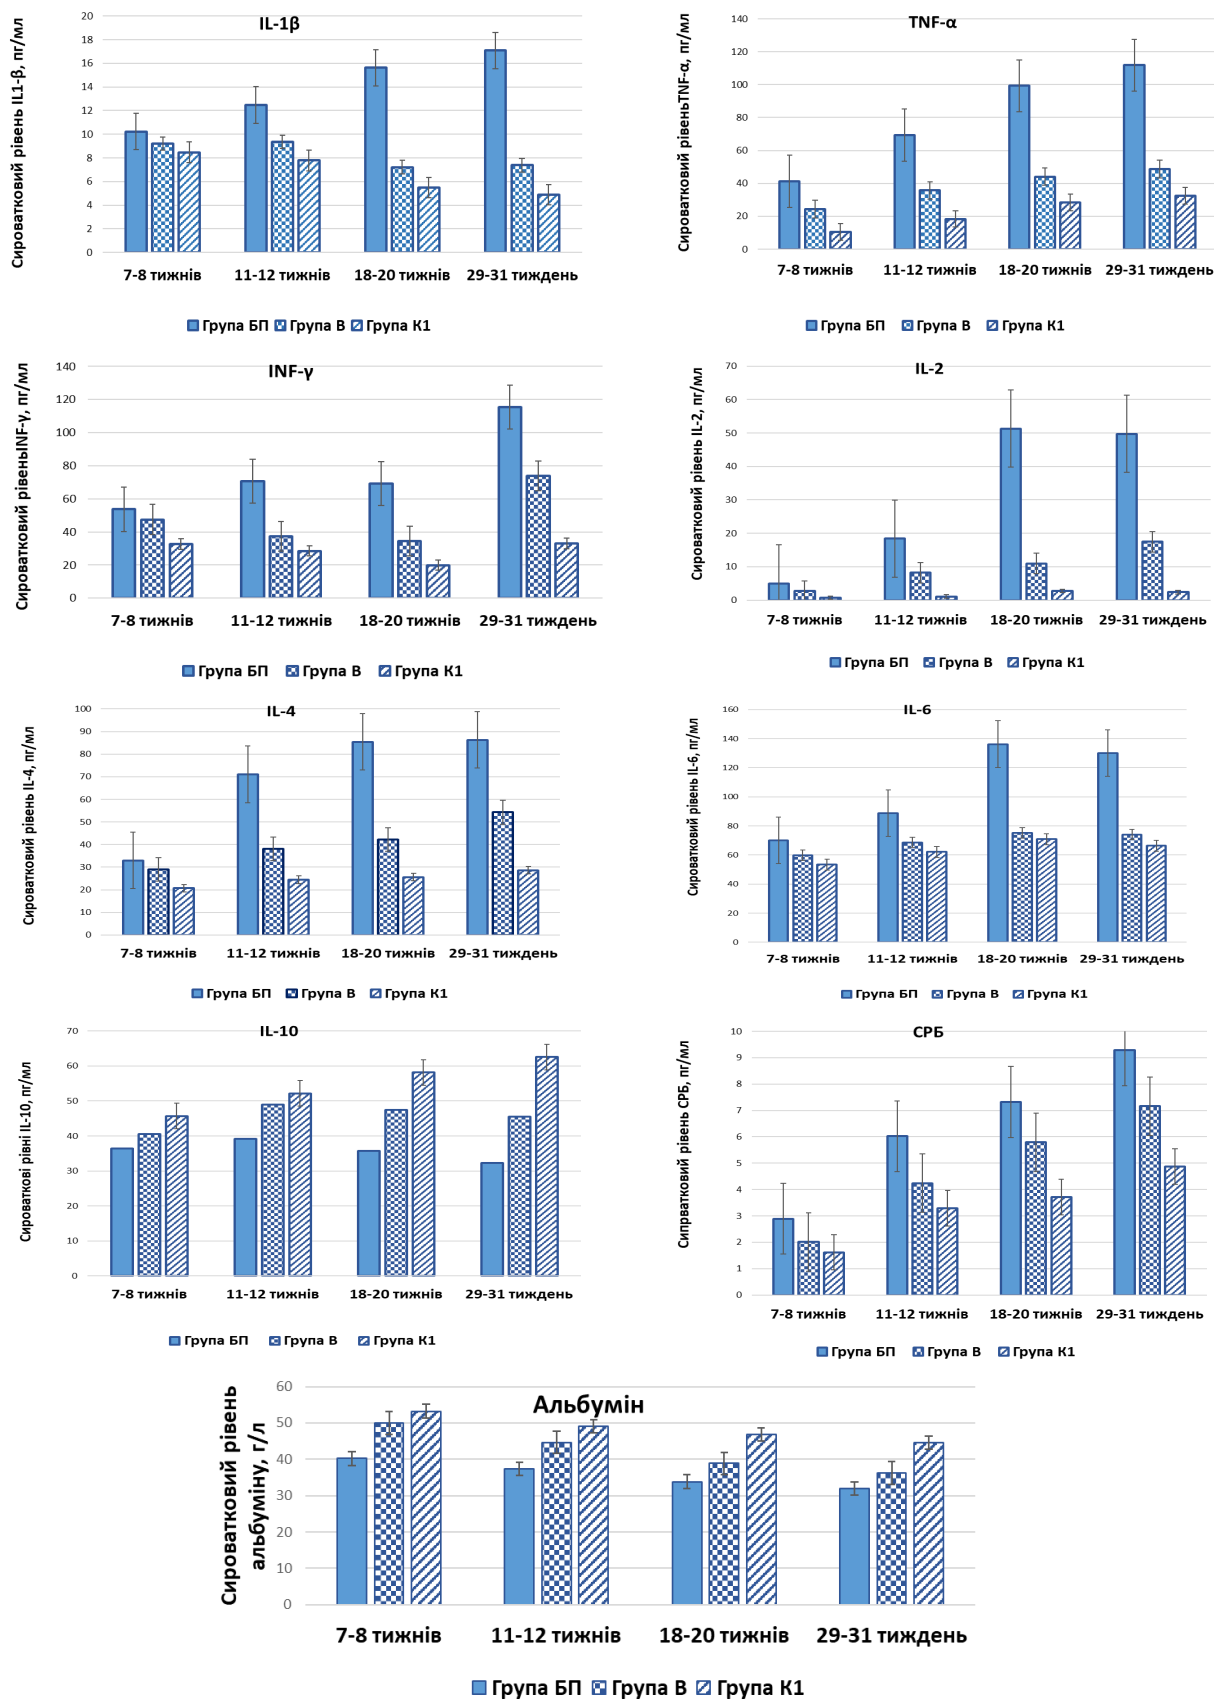 IL-1β
Сироватковий рівень IL1-β, пг/мл
20
18
16
14
12
10
8
6
4
2
0
7-8 тижнів 11-12 тижнів 18-20 тижнів 29-31 тиждень
Група БП Група В Група К1
TNF-α
Сироватковий рівеньTNF-α, пг/мл
140
120
100
80
60
40
20
0
7-8 тижнів 11-12 тижнів 18-20 тижнів 29-31 тиждень
Група БП Група В Група К1
INF-γ
Сироватковий рівеньINF-γ, пг/мл
140
120
100
80
60
40
20
0
7-8 тижнів 11-12 тижнів 18-20 тижнів 29-31 тиждень
Група БП Група В Група К1
IL-2
Сироватковий рівень IL-2, пг/мл
70
60
50
40
30
20
10
0
7-8 тижнів 11-12 тижнів 18-20 тижнів 29-31 тиждень
Група БП Група В Група К1
IL-4
Сироватковий рівень IL-4, пг/мл
100
90
80
70
60
50
40
30
20
10
0
7-8 тижнів 11-12 тижнів 18-20 тижнів 29-31 тиждень
Група БП Група В Група К1
IL-6
Сироватковий рівень IL-6, пг/мл
160
140
120
100
80
60
40
20
0
7-8 тижнів 11-12 тижнів 18-20 тижнів 29-31 тиждень
Група БП Група В Група К1
IL-10
Сироваткові рівні IL-10, пг/мл
70
60
50
40
30
20
10
0
7-8 тижнів 11-12 тижнів 18-20 тижнів 29-31 тиждень
Група БП Група В Група К1
СРБ
Сипрватковий рівень СРБ, пг/мл
10
9
8
7
6
5
4
3
2
1
0
7-8 тижнів 11-12 тижнів 18-20 тижнів 29-31 тиждень
Група БП Група В Група К1
Альбумін
Сироватковий рівень
альбуміну, г/л
60
50
40
30
20
10
0
7-8 тижнів 11-12 тижнів 18-20 тижнів 29-31 тиждень
Група БП Група В Група К1